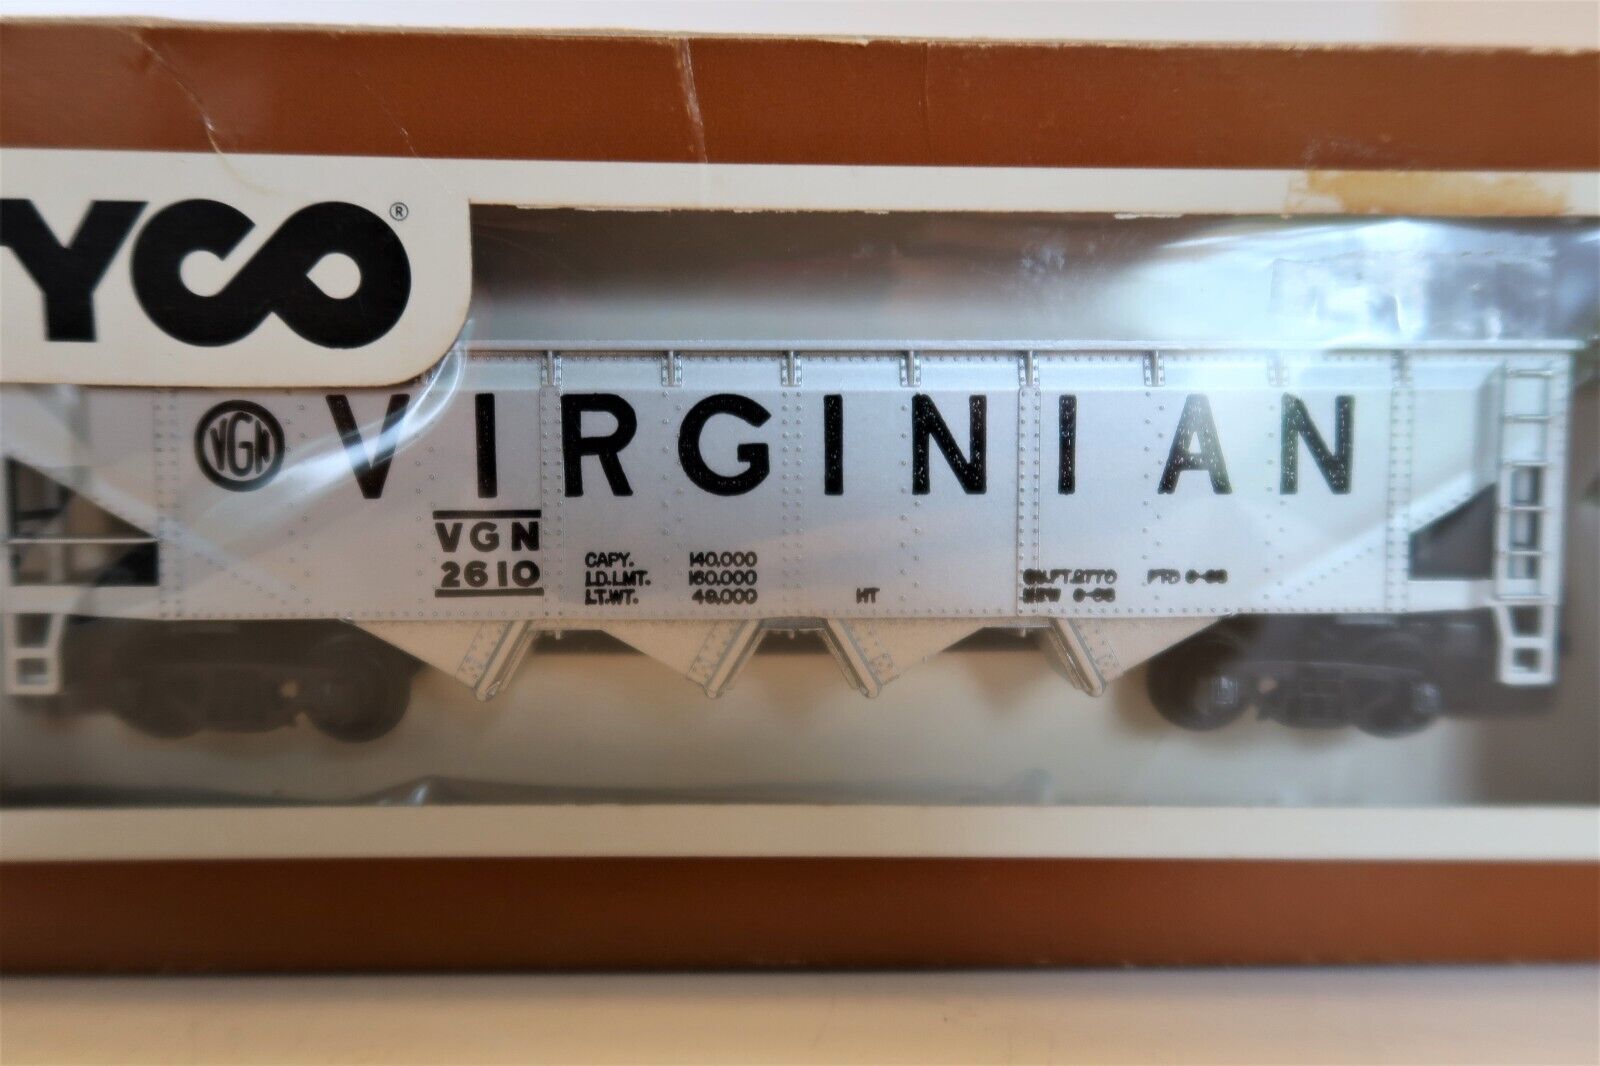 YCO®
VGN VIRGINIAN
VGN
2610
CAPY. 140,000
LD.LMT. 160,000
LT.WT. 49,000
HT